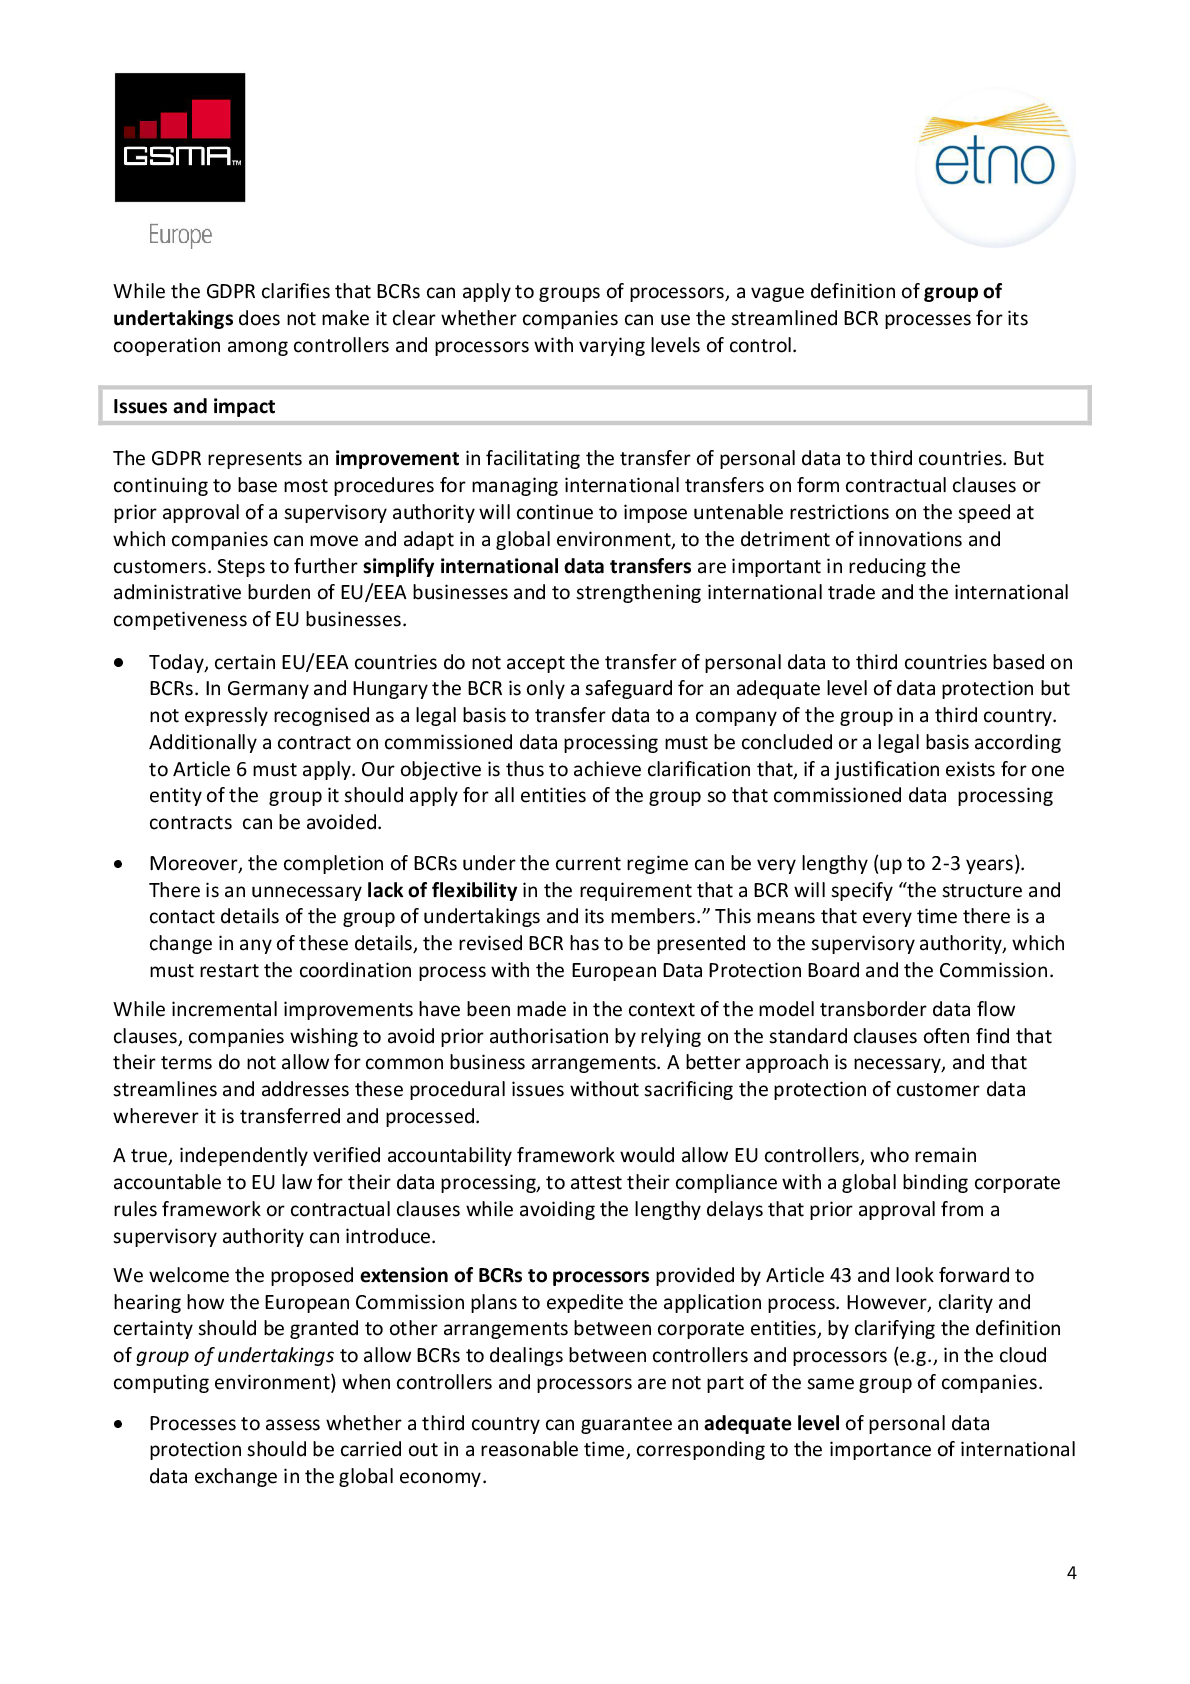 GSMA™
etno
Europe
While the GDPR clarifies that BCRs can apply to groups of processors, a vague definition of group of
undertakings does not make it clear whether companies can use the streamlined BCR processes for its
cooperation among controllers and processors with varying levels of control.
Issues and impact
The GDPR represents an improvement in facilitating the transfer of personal data to third countries. But
continuing to base most procedures for managing international transfers on form contractual clauses or
prior approval of a supervisory authority will continue to impose untenable restrictions on the speed at
which companies can move and adapt in a global environment, to the detriment of innovations and
customers. Steps to further simplify international data transfers are important in reducing the
administrative burden of EU/EEA businesses and to strengthening international trade and the international
competiveness of EU businesses.
• Today, certain EU/EEA countries do not accept the transfer of personal data to third countries based on
BCRs. In Germany and Hungary the BCR is only a safeguard for an adequate level of data protection but
not expressly recognised as a legal basis to transfer data to a company of the group in a third country.
Additionally a contract on commissioned data processing must be concluded or a legal basis according
to Article 6 must apply. Our objective is thus to achieve clarification that, if a justification exists for one
entity of the group it should apply for all entities of the group so that commissioned data processing
contracts can be avoided.
• Moreover, the completion of BCRs under the current regime can be very lengthy (up to 2-3 years).
There is an unnecessary lack of flexibility in the requirement that a BCR will specify “the structure and
contact details of the group of undertakings and its members.” This means that every time there is a
change in any of these details, the revised BCR has to be presented to the supervisory authority, which
must restart the coordination process with the European Data Protection Board and the Commission.
While incremental improvements have been made in the context of the model transborder data flow
clauses, companies wishing to avoid prior authorisation by relying on the standard clauses often find that
their terms do not allow for common business arrangements. A better approach is necessary, and that
streamlines and addresses these procedural issues without sacrificing the protection of customer data
wherever it is transferred and processed.
A true, independently verified accountability framework would allow EU controllers, who remain
accountable to EU law for their data processing, to attest their compliance with a global binding corporate
rules framework or contractual clauses while avoiding the lengthy delays that prior approval from a
supervisory authority can introduce.
We welcome the proposed extension of BCRs to processors provided by Article 43 and look forward to
hearing how the European Commission plans to expedite the application process. However, clarity and
certainty should be granted to other arrangements between corporate entities, by clarifying the definition
of group of undertakings to allow BCRs to dealings between controllers and processors (e.g., in the cloud
computing environment) when controllers and processors are not part of the same group of companies.
• Processes to assess whether a third country can guarantee an adequate level of personal data
protection should be carried out in a reasonable time, corresponding to the importance of international
data exchange in the global economy.
4